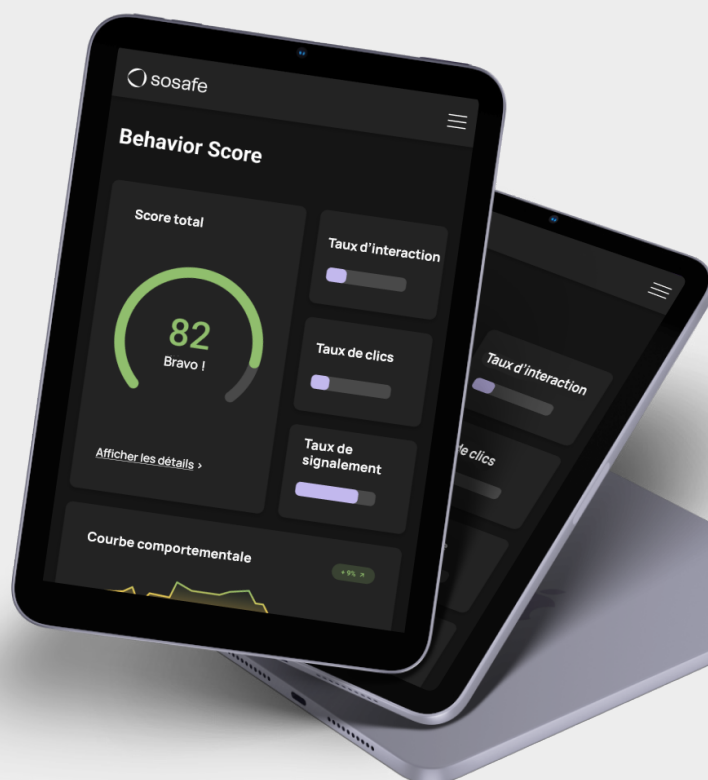 sosafe
Behavior Score
Score total
82
Bravo !
Afficher les détails ›
Taux d'interaction
Taux de clics
Taux de
signalement
Courbe comportementale
+ 9% ↗
Taux d'interaction
de clics